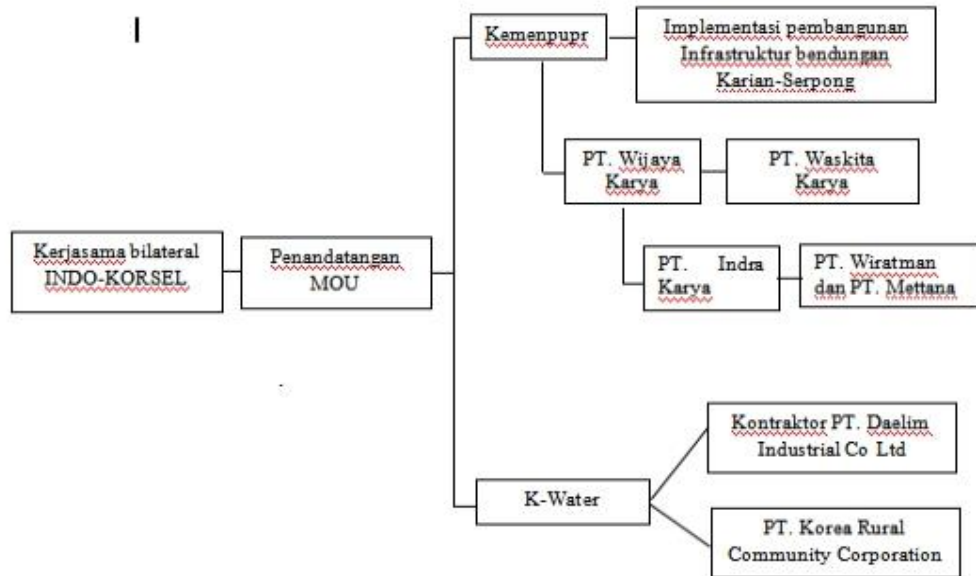 Kerjasama bilateral
INDO-KORSEL
Penandatangan
MOU
Kemenpupr
Implementasi pembangunan
Infrastruktur bendungan
Karian-Serpong
PT. Wijaya
Karya
PT. Waskita
Karya
PT. Indra
Karya
PT. Wiratman
dan PT. Mettana
K-Water
Kontraktor PT. Daelim
Industrial Co Ltd
PT. Korea Rural
Community Corporation